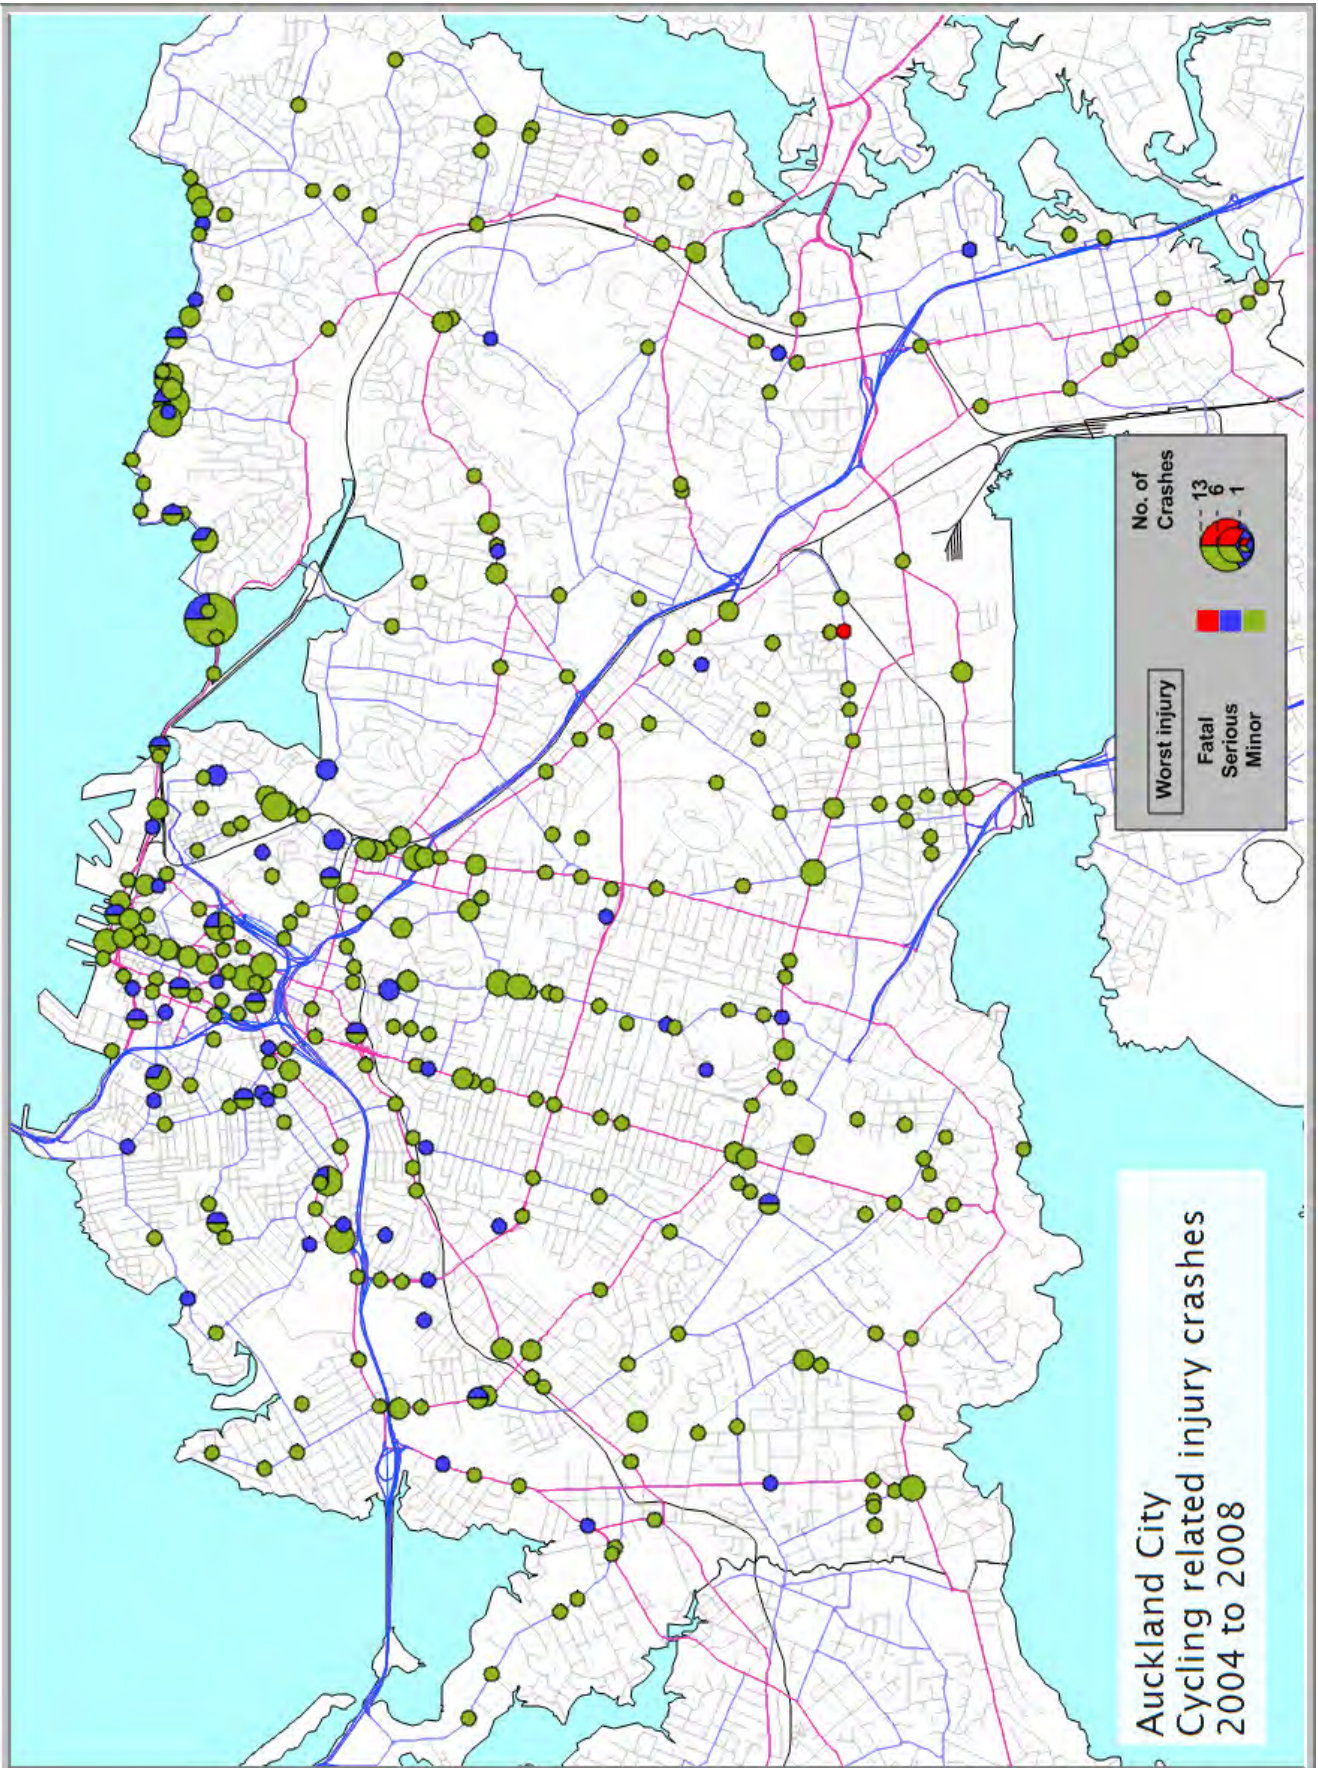 Auckland City
Cycling related injury crashes
2004 to 2008
Worst injury
Fatal
Serious
Minor
No. of
Crashes
13
6
1